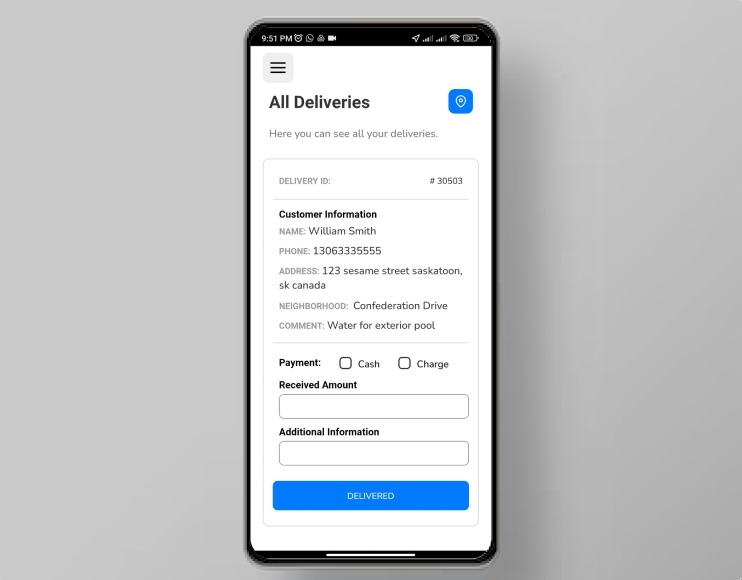 9:51 PM
All Deliveries
Here you can see all your deliveries.
DELIVERY ID: # 30503
Customer Information
NAME: William Smith
PHONE: 13063335555
ADDRESS: 123 sesame street saskatoon,
sk canada
NEIGHBORHOOD: Confederation Drive
COMMENT: Water for exterior pool
Payment: Cash Charge
Received Amount
Additional Information
DELIVERED